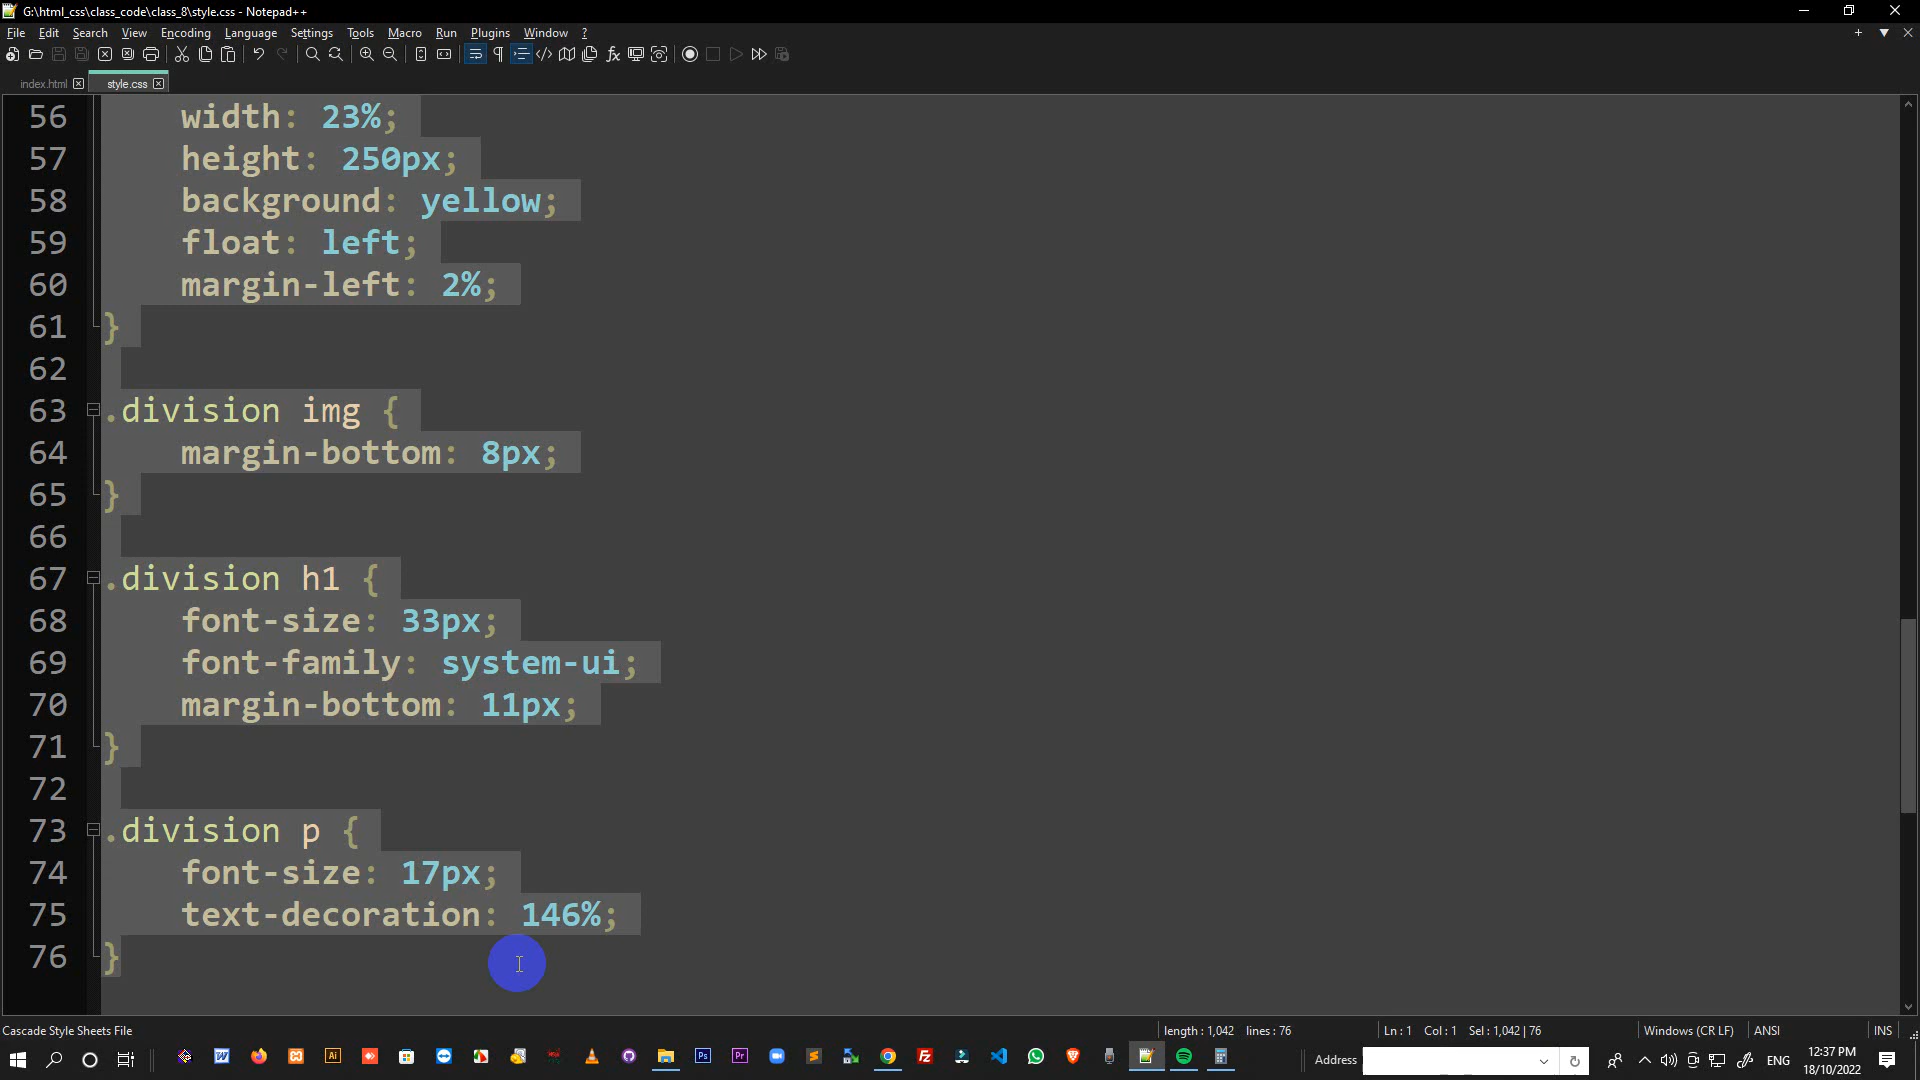 G:\html_css\class_code\class_8\style.css - Notepad++
File Edit Search View Encoding Language Settings Tools Macro Run Plugins Window ?
index.html style.css
56 width: 23%;
57 height: 250px;
58 background: yellow;
59 float: left;
60 margin-left: 2%;
61 }
62
63 .division img {
64 margin-bottom: 8px;
65 }
66
67 .division h1 {
68 font-size: 33px;
69 font-family: system-ui;
70 margin-bottom: 11px;
71 }
72
73 .division p {
74 font-size: 17px;
75 text-decoration: 146%;
76 }
Cascade Style Sheets File length : 1,042 lines : 76 Ln : 1 Col : 1 Sel : 1,042 | 76 Windows (CR LF) ANSI INS
Address ENG 12:37 PM
18/10/2022